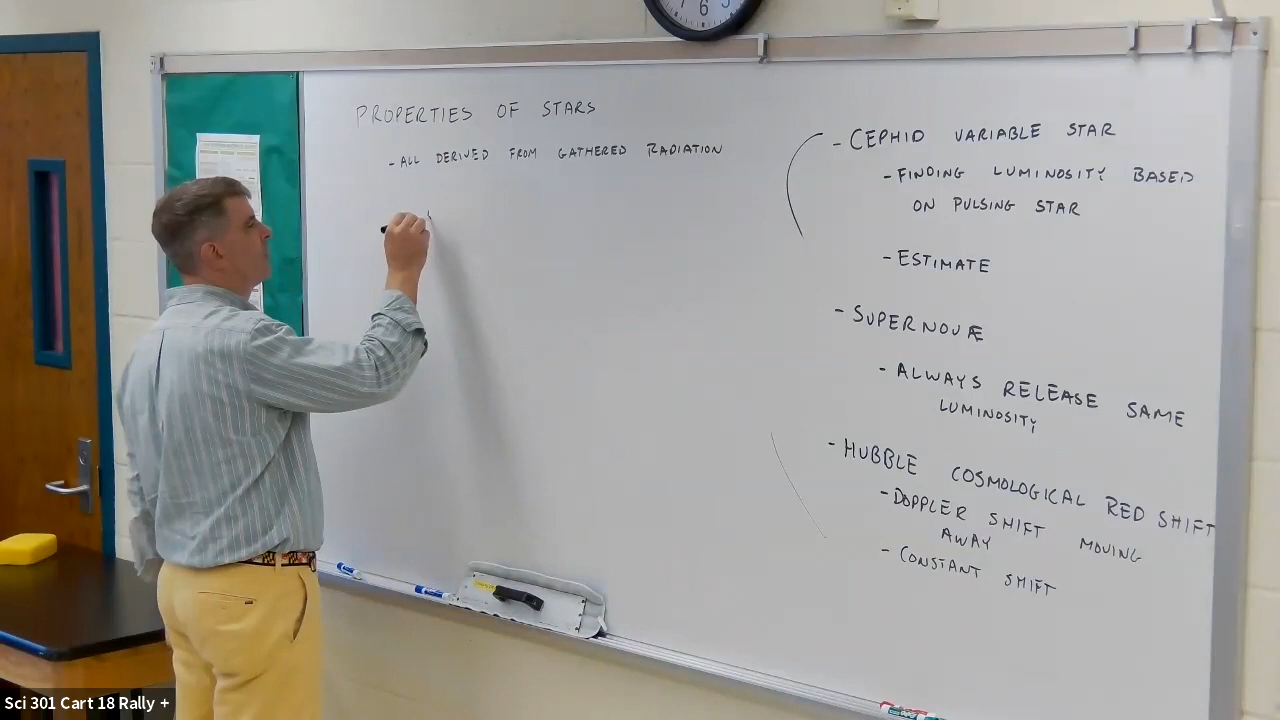 6
PROPERTIES OF STARS
-ALL DERIVED FROM GATHERED RADIATION
- CEPHID VARIABLE STAR
-FINDING LUMINOSITY BASED
ON PULSING STAR
-ESTIMATE
- SUPERNOVÆ
- ALWAYS RELEASE SAME
LUMINOSITY
- HUBBLE COSMOLOGICAL RED SHIFT
-DOPPLER SHIFT MOVING
AWAY
- CONSTANT SHIFT
Sci 301 Cart 18 Rally +